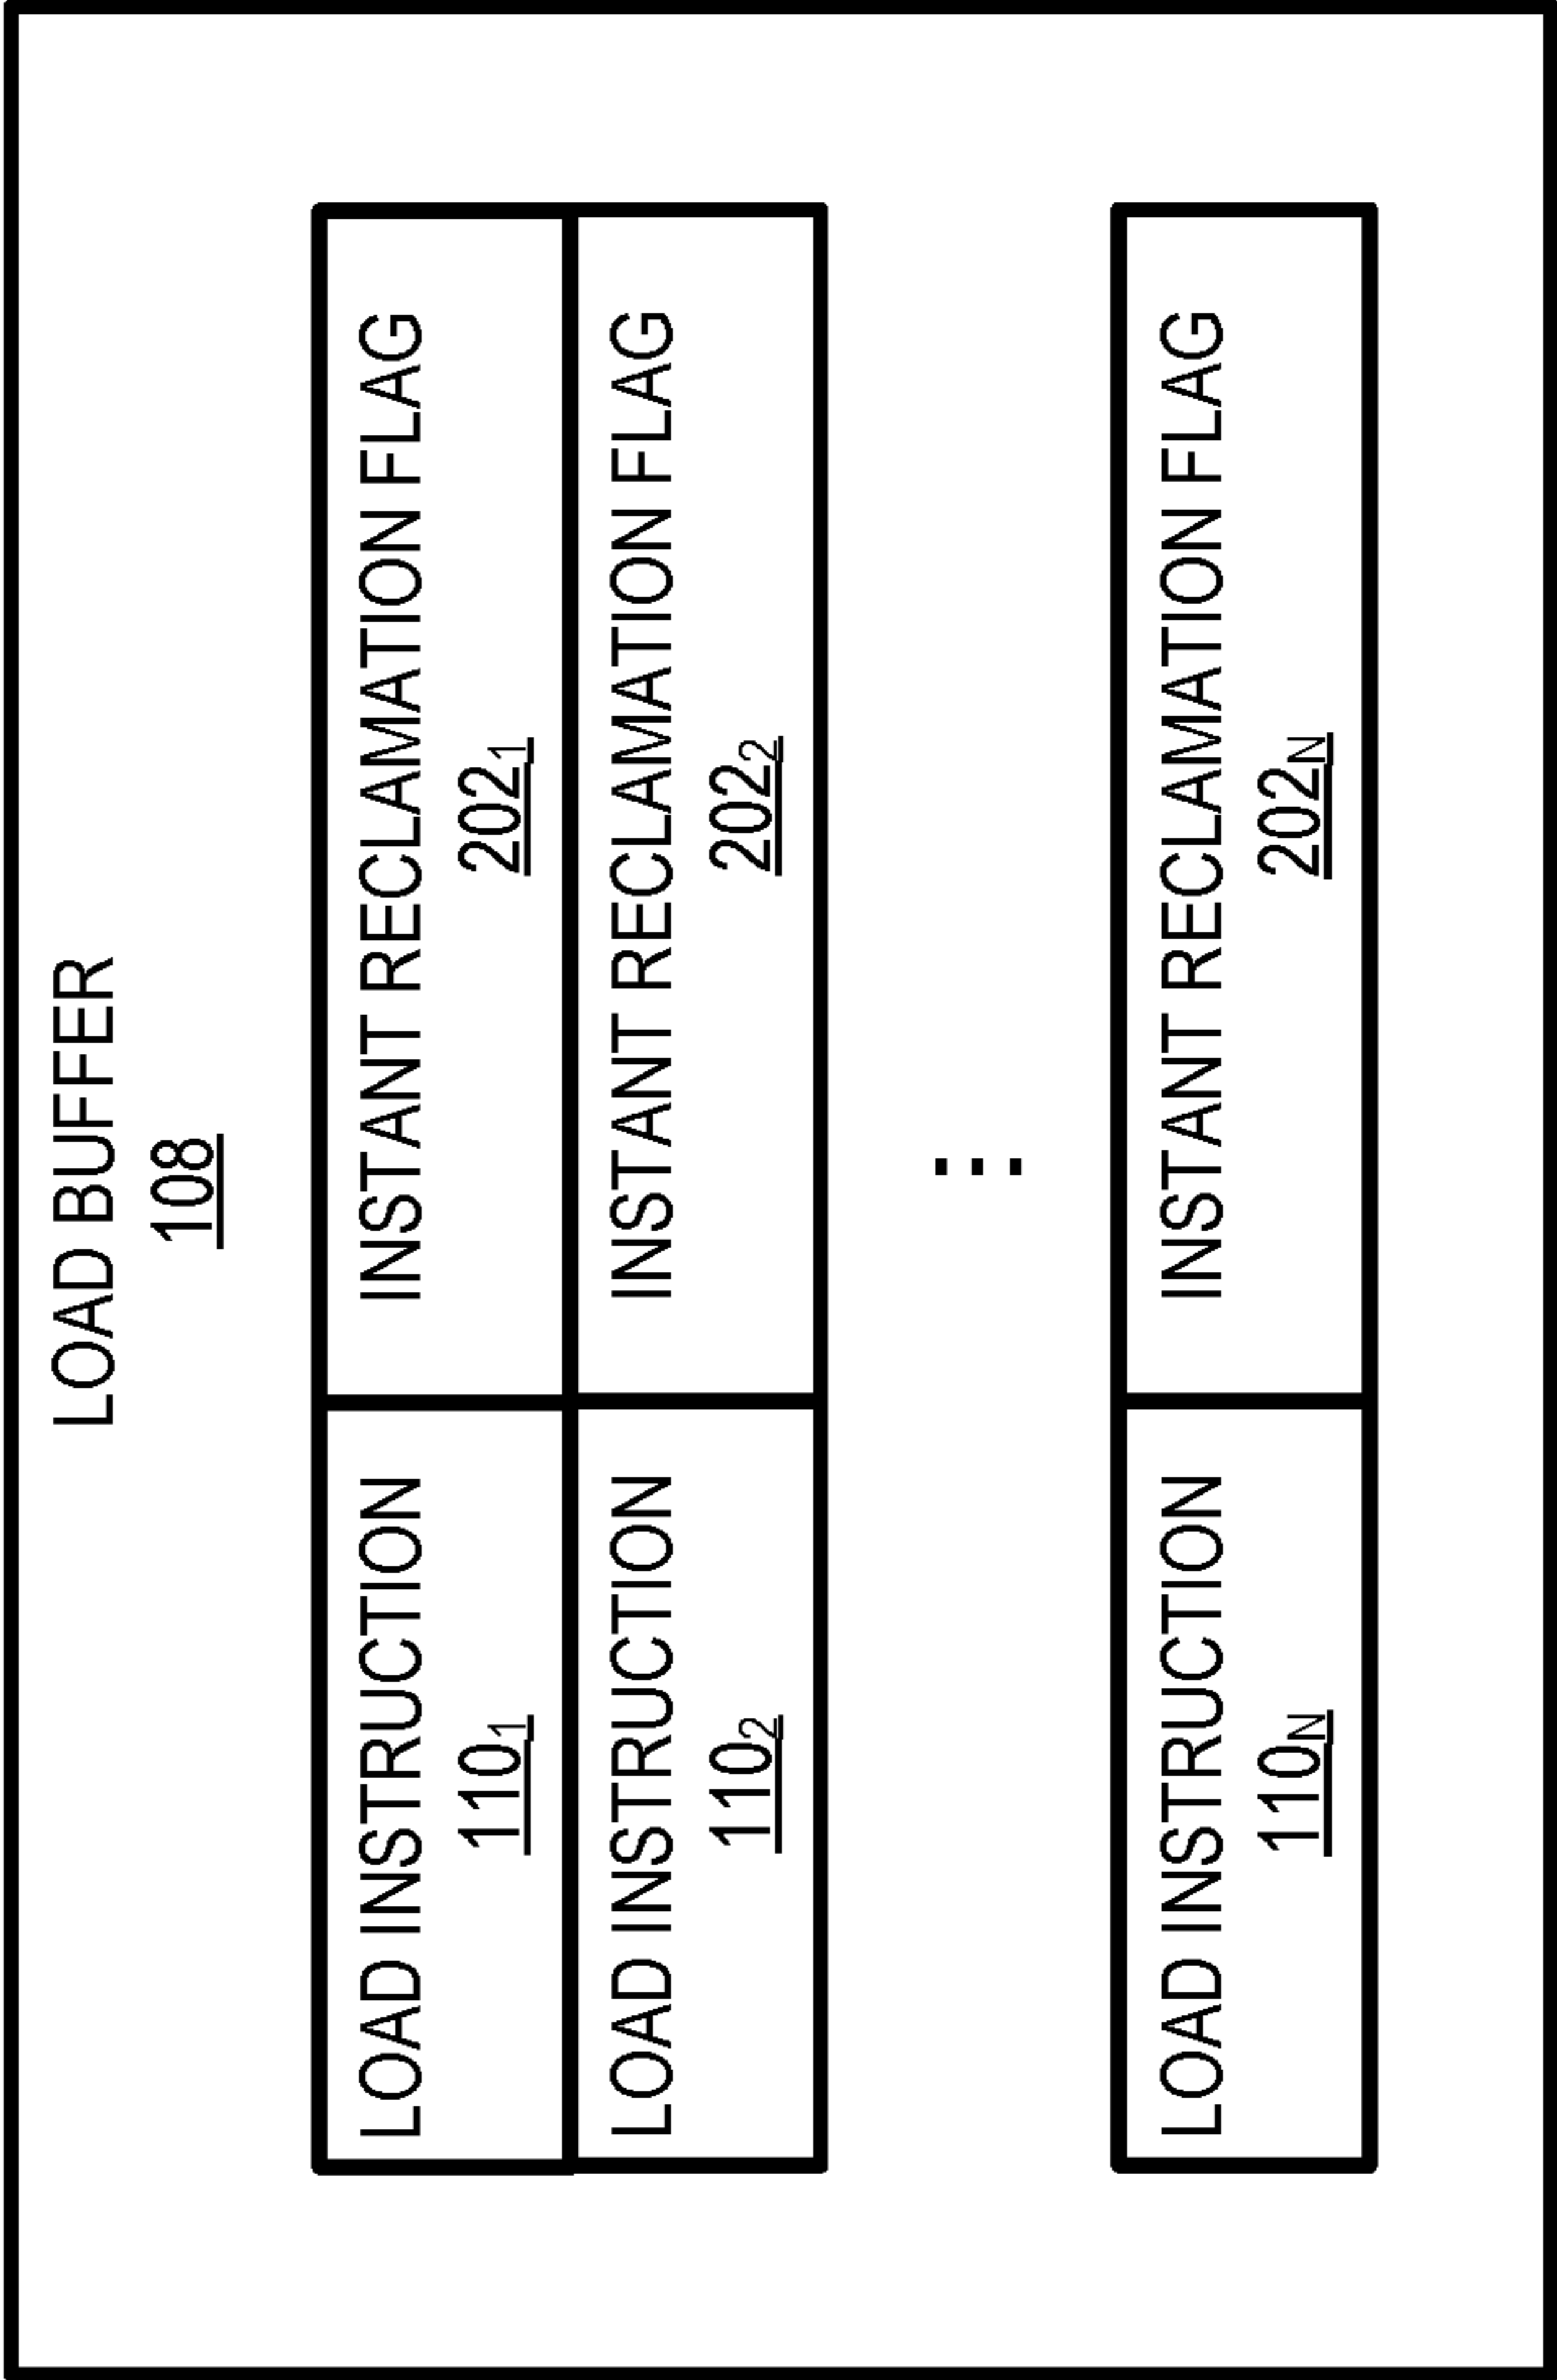 LOAD BUFFER
108
LOAD INSTRUCTION
110₁
INSTANT RECLAMATION FLAG
202₁
LOAD INSTRUCTION
110₂
INSTANT RECLAMATION FLAG
202₂
...
LOAD INSTRUCTION
110N
INSTANT RECLAMATION FLAG
202N